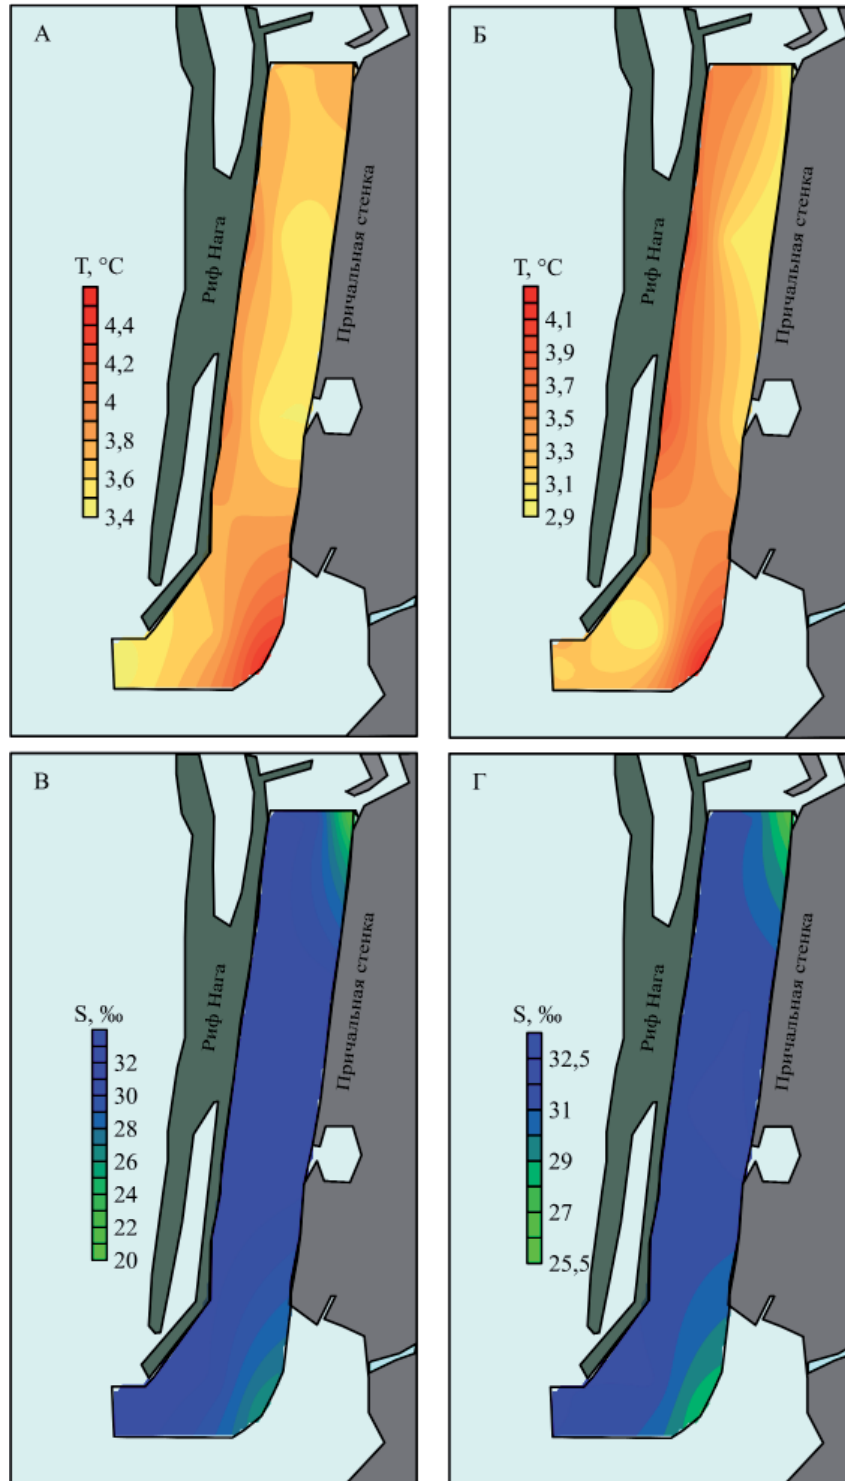 А
Риф Нага
Причальная стенка
T, °C
4,4
4,2
4
3,8
3,6
3,4
Б
Риф Нага
Причальная стенка
T, °C
4,1
3,9
3,7
3,5
3,3
3,1
2,9
В
Риф Нага
Причальная стенка
S, ‰
32
30
28
26
24
22
20
Г
Риф Нага
Причальная стенка
S, ‰
32,5
31
29
27
25,5